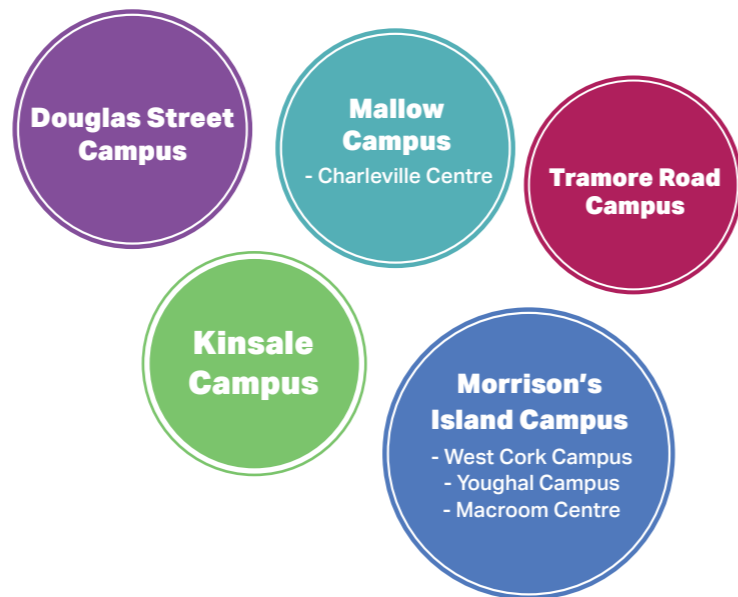 Douglas Street
Campus
Mallow
Campus
- Charleville Centre
Tramore Road
Campus
Kinsale
Campus
Morrison’s
Island Campus
- West Cork Campus
- Youghal Campus
- Macroom Centre